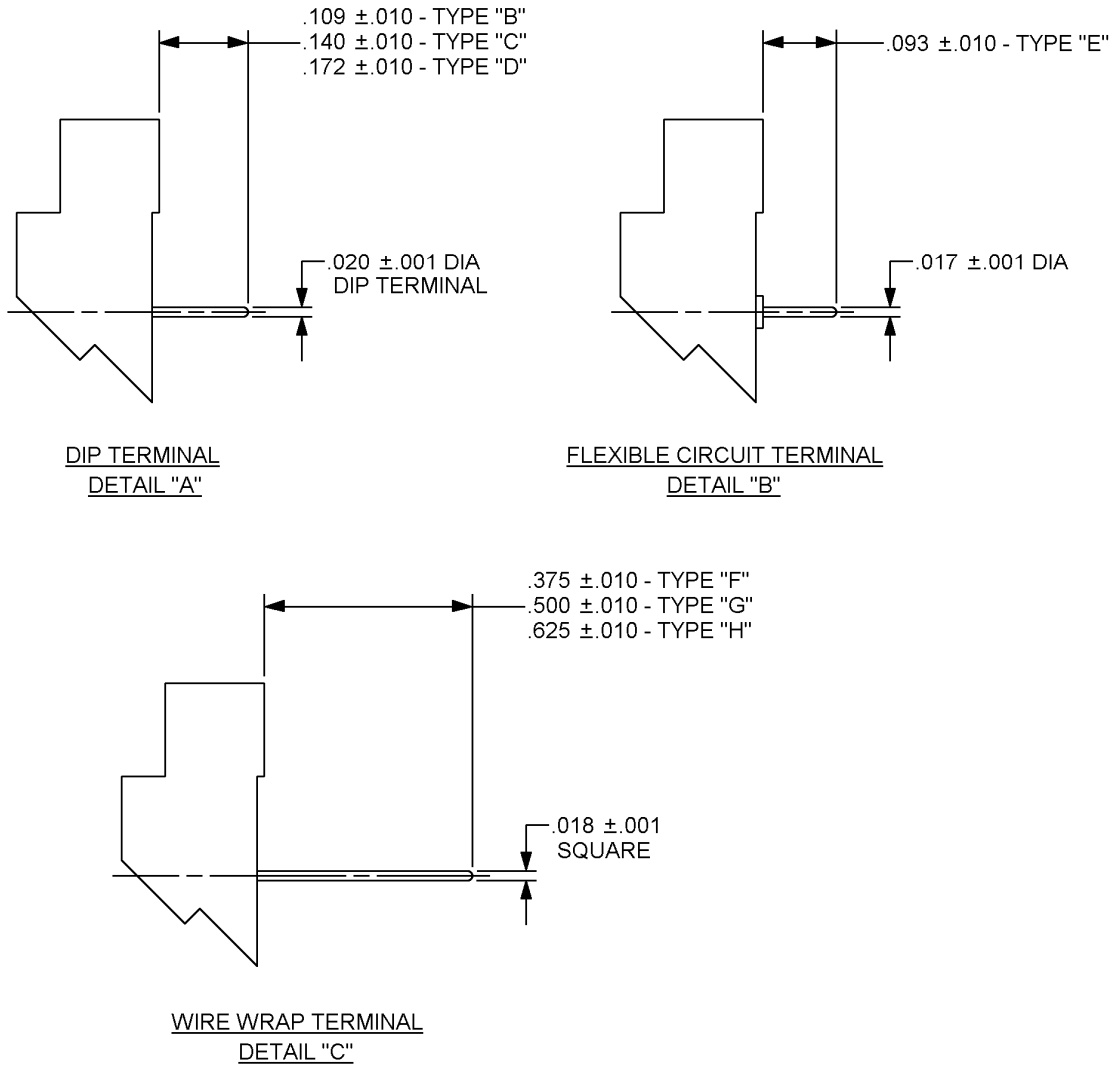 .109 ±.010 - TYPE "B"
.140 ±.010 - TYPE "C"
.172 ±.010 - TYPE "D"
.093 ±.010 - TYPE "E"
.020 ±.001 DIA
DIP TERMINAL
.017 ±.001 DIA
DIP TERMINAL
DETAIL "A"
FLEXIBLE CIRCUIT TERMINAL
DETAIL "B"
.375 ±.010 - TYPE "F"
.500 ±.010 - TYPE "G"
.625 ±.010 - TYPE "H"
.018 ±.001
SQUARE
WIRE WRAP TERMINAL
DETAIL "C"